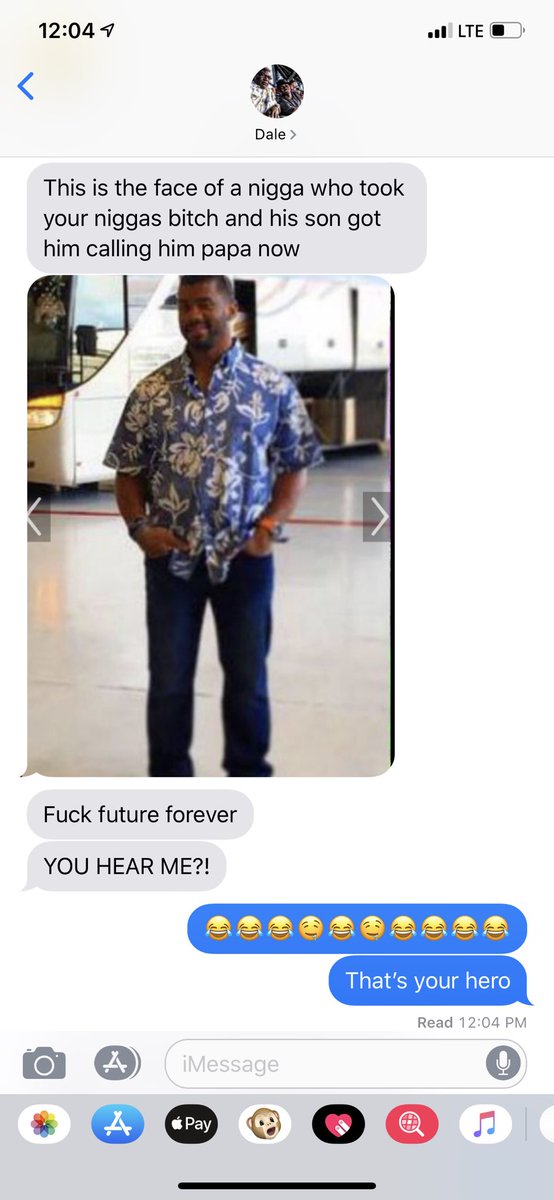 12:04
LTE
Dale >
This is the face of a nigga who took
your niggas bitch and his son got
him calling him papa now
Fuck future forever
YOU HEAR ME?!
😂😂😂🤤😂🤤😂😂😂😂
That’s your hero
Read 12:04 PM
iMessage
Pay